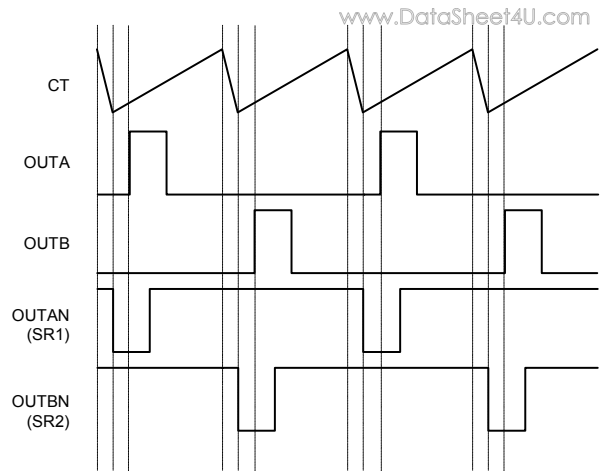 www.DataSheet4U.com
CT
OUTA
OUTB
OUTAN
(SR1)
OUTBN
(SR2)